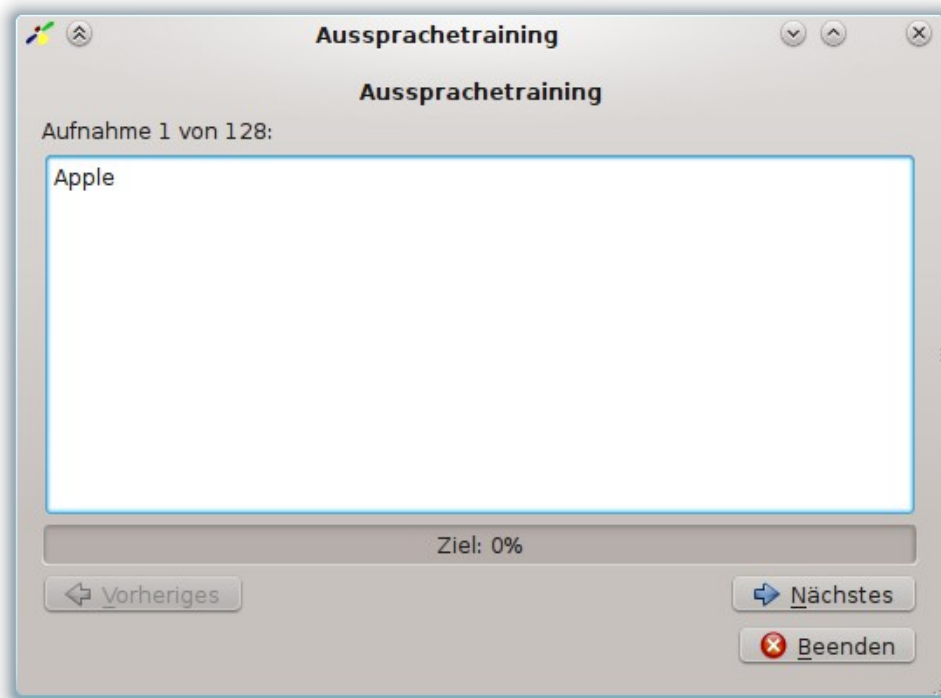 Aussprachetraining
Aussprachetraining
Aufnahme 1 von 128:
Apple
Ziel: 0%
Vorheriges
Nächstes
Beenden